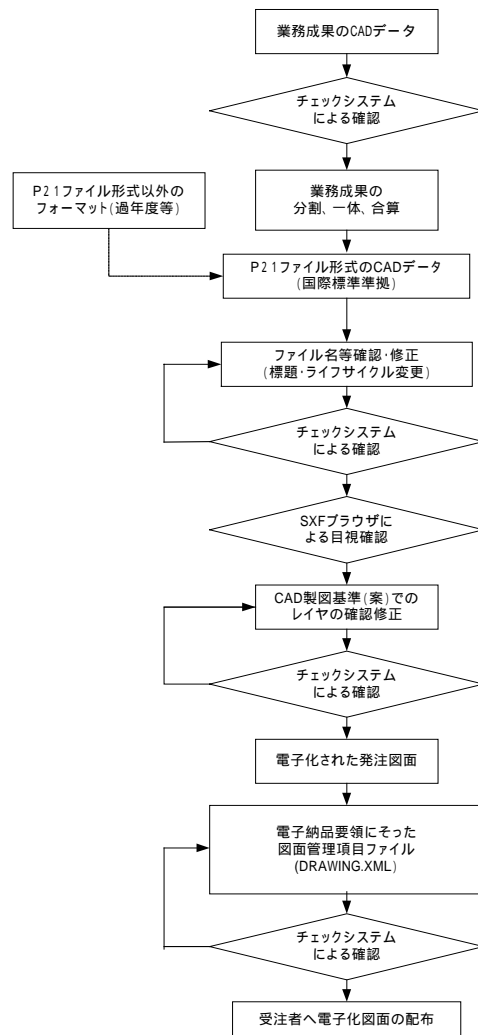 業務成果のCADデータ
チェックシステム
による確認
P21ファイル形式以外の
フォーマット(過年度等)
業務成果の
分割、一体、合算
P21ファイル形式のCADデータ
(国際標準準拠)
ファイル名等確認・修正
(標題・ライフサイクル変更)
チェックシステム
による確認
SXFブラウザに
よる目視確認
CAD製図基準(案)での
レイヤの確認修正
チェックシステム
による確認
電子化された発注図面
電子納品要領にそった
図面管理項目ファイル
(DRAWING.XML)
チェックシステム
による確認
受注者へ電子化図面の配布